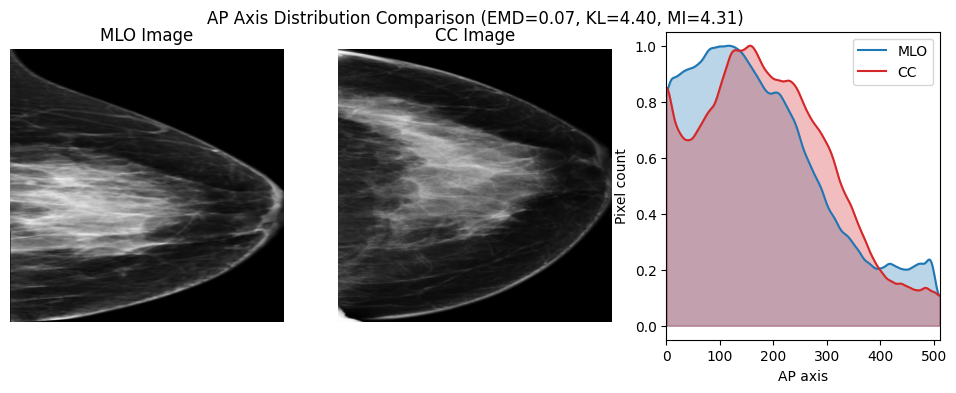 AP Axis Distribution Comparison (EMD=0.07, KL=4.40, MI=4.31)
MLO Image
CC Image
MLO
CC
Pixel count
1.0
0.8
0.6
0.4
0.2
0.0
0 100 200 300 400 500
AP axis